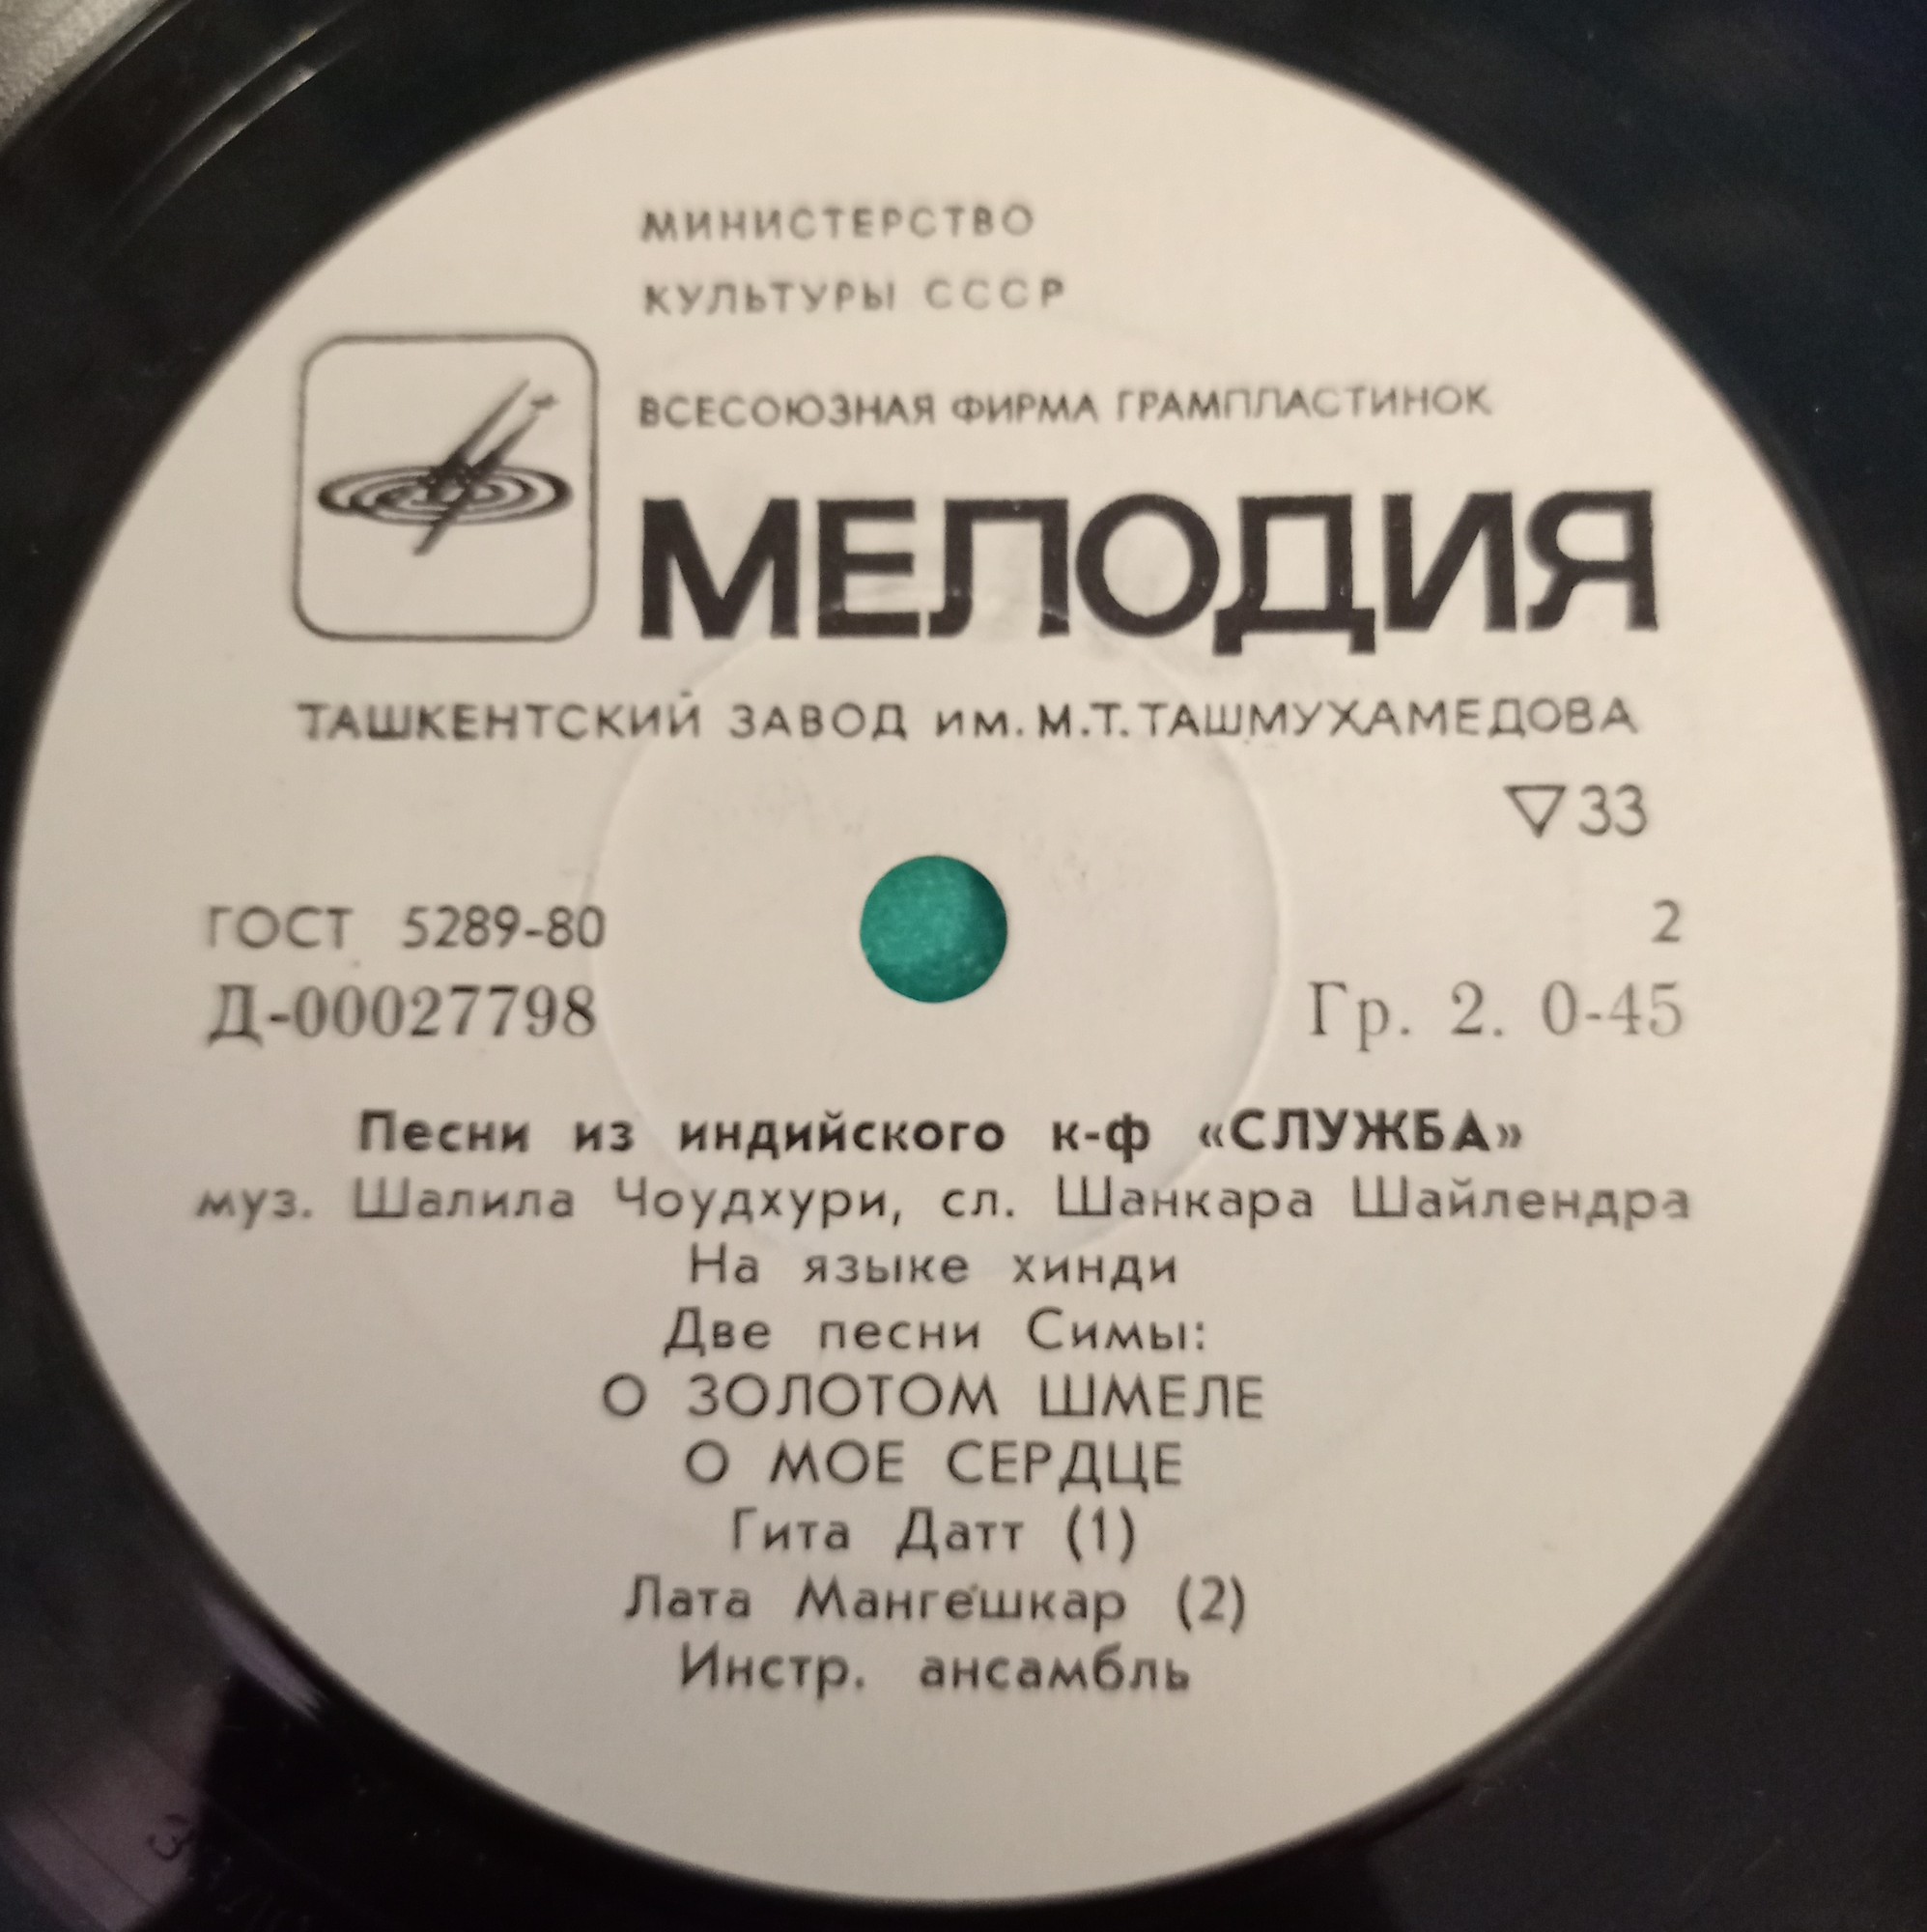 МИНИСТЕРСТВО
КУЛЬТУРЫ СССР
ВСЕСОЮЗНАЯ ФИРМА ГРАМПЛАСТИНОК
МЕЛОДИЯ
ТАШКЕНТСКИЙ ЗАВОД им. М.Т. ТАШМУХАМЕДОВА
▽33
ГОСТ 5289-80 2
Д-00027798 Гр. 2. 0-45
Песни из индийского к-ф «СЛУЖБА»
муз. Шалила Чоудхури, сл. Шанкара Шайлендра
На языке хинди
Две песни Симы:
О ЗОЛОТОМ ШМЕЛЕ
О МОЕ СЕРДЦЕ
Гита Датт (1)
Лата Мангешкар (2)
Инстр. ансамбль